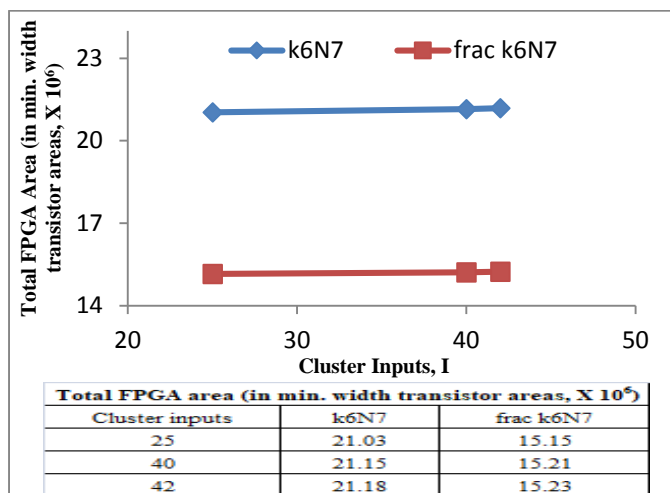 Total FPGA Area (in min. width
transistor areas, X 10⁶)
k6N7
frac k6N7
23
20
17
14
20
30
40
50
Cluster Inputs, I
Total FPGA area (in min. width transistor areas, X 10⁶)
Cluster inputs k6N7 frac k6N7
25 21.03 15.15
40 21.15 15.21
42 21.18 15.23